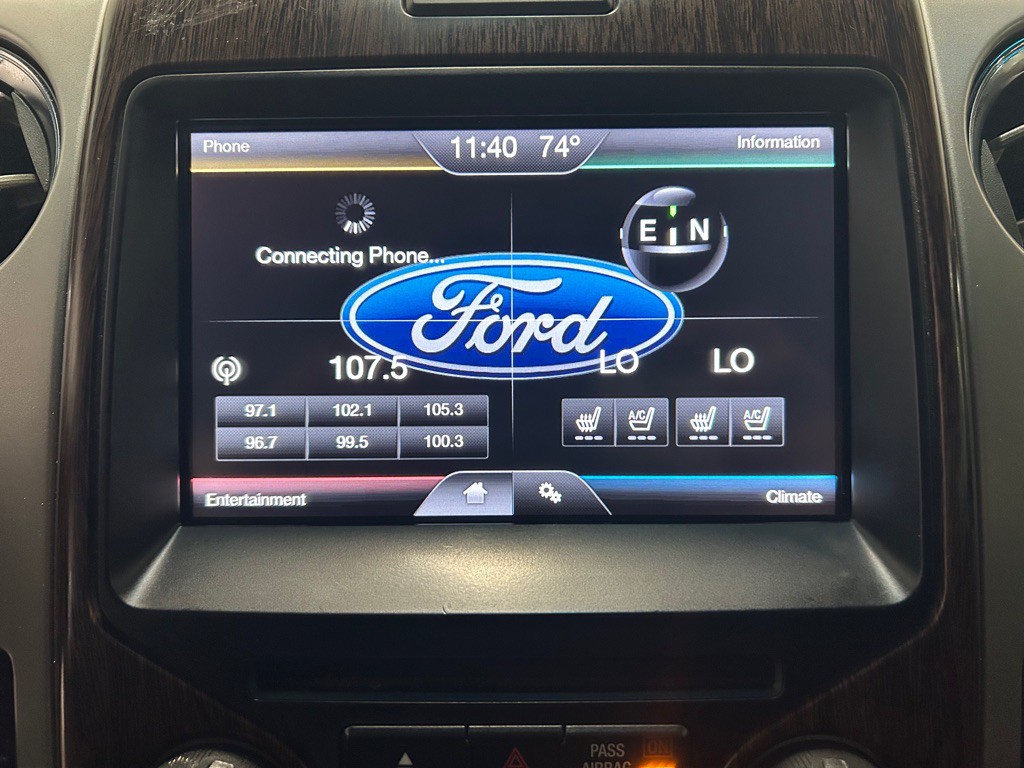 Phone 11:40 74° Information
E N
Connecting Phone...
Ford
107.5 LO LO
97.1 102.1 105.3
A/C A/C
96.7 99.5 100.3
Entertainment Climate
PASS ON
AIRBAG